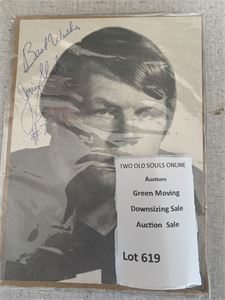 Best Wishes
TWO OLD SOULS ONLINE
Auctions
Green Moving
Downsizing Sale
Auction Sale
Lot 619